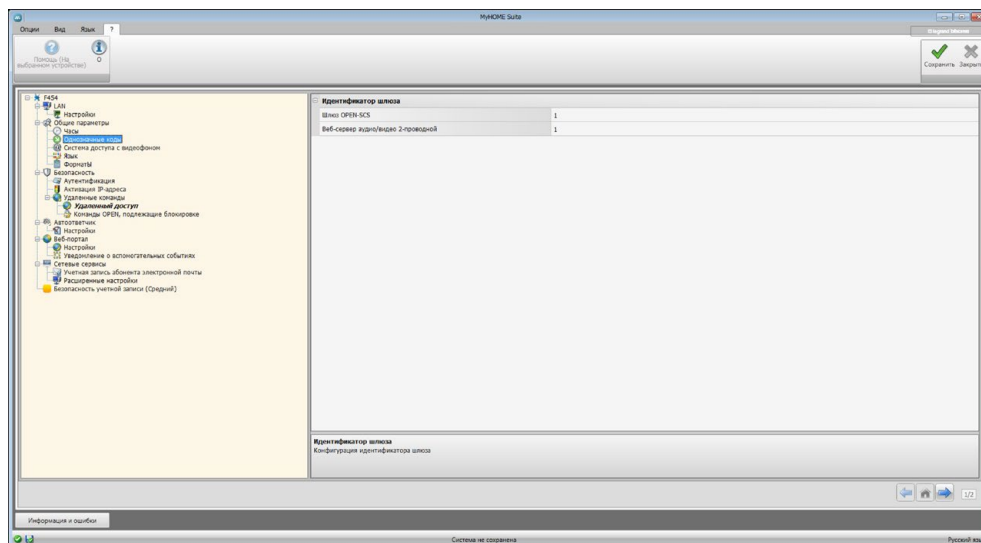 MyHOME Suite
Опции Вид Язык ?
Помощь (На выбранном устройстве)
О
Сохранить Закрыть
F454
LAN
Настройки
Общие параметры
Часы
Однозначные коды
Система доступа с видеофоном
Язык
Форматы
Безопасность
Аутентификация
Активация IP-адреса
Удаленные команды
Удаленный доступ
Команды OPEN, подлежащие блокировке
Автоответчик
Настройки
Веб-портал
Настройки
Уведомление о вспомогательных событиях
Сетевые сервисы
Учетная запись абонента электронной почты
Расширенные настройки
Безопасность учетной записи (Средний)
Идентификатор шлюза
Шлюз OPEN-SCS 1
Веб-сервер аудио/видео 2-проводной 1
Идентификатор шлюза
Конфигурация идентификатора шлюза
1/2
Информация и ошибки
Система не сохранена
Русский язы